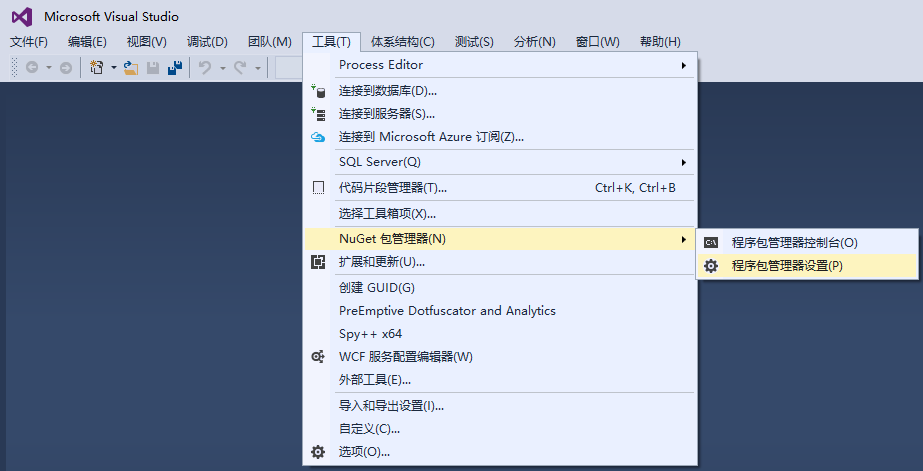 Microsoft Visual Studio
文件(F) 编辑(E) 视图(V) 调试(D) 团队(M) 工具(T) 体系结构(C) 测试(S) 分析(N) 窗口(W) 帮助(H)
Process Editor
连接到数据库(D)...
连接到服务器(S)...
连接到 Microsoft Azure 订阅(Z)...
SQL Server(Q)
代码片段管理器(T)... Ctrl+K, Ctrl+B
选择工具箱项(X)...
NuGet 包管理器(N)
C:\ 程序包管理器控制台(O)
扩展和更新(U)...
程序包管理器设置(P)
创建 GUID(G)
PreEmptive Dotfuscator and Analytics
Spy++ x64
WCF 服务配置编辑器(W)
外部工具(E)...
导入和导出设置(I)...
自定义(C)...
选项(O)...